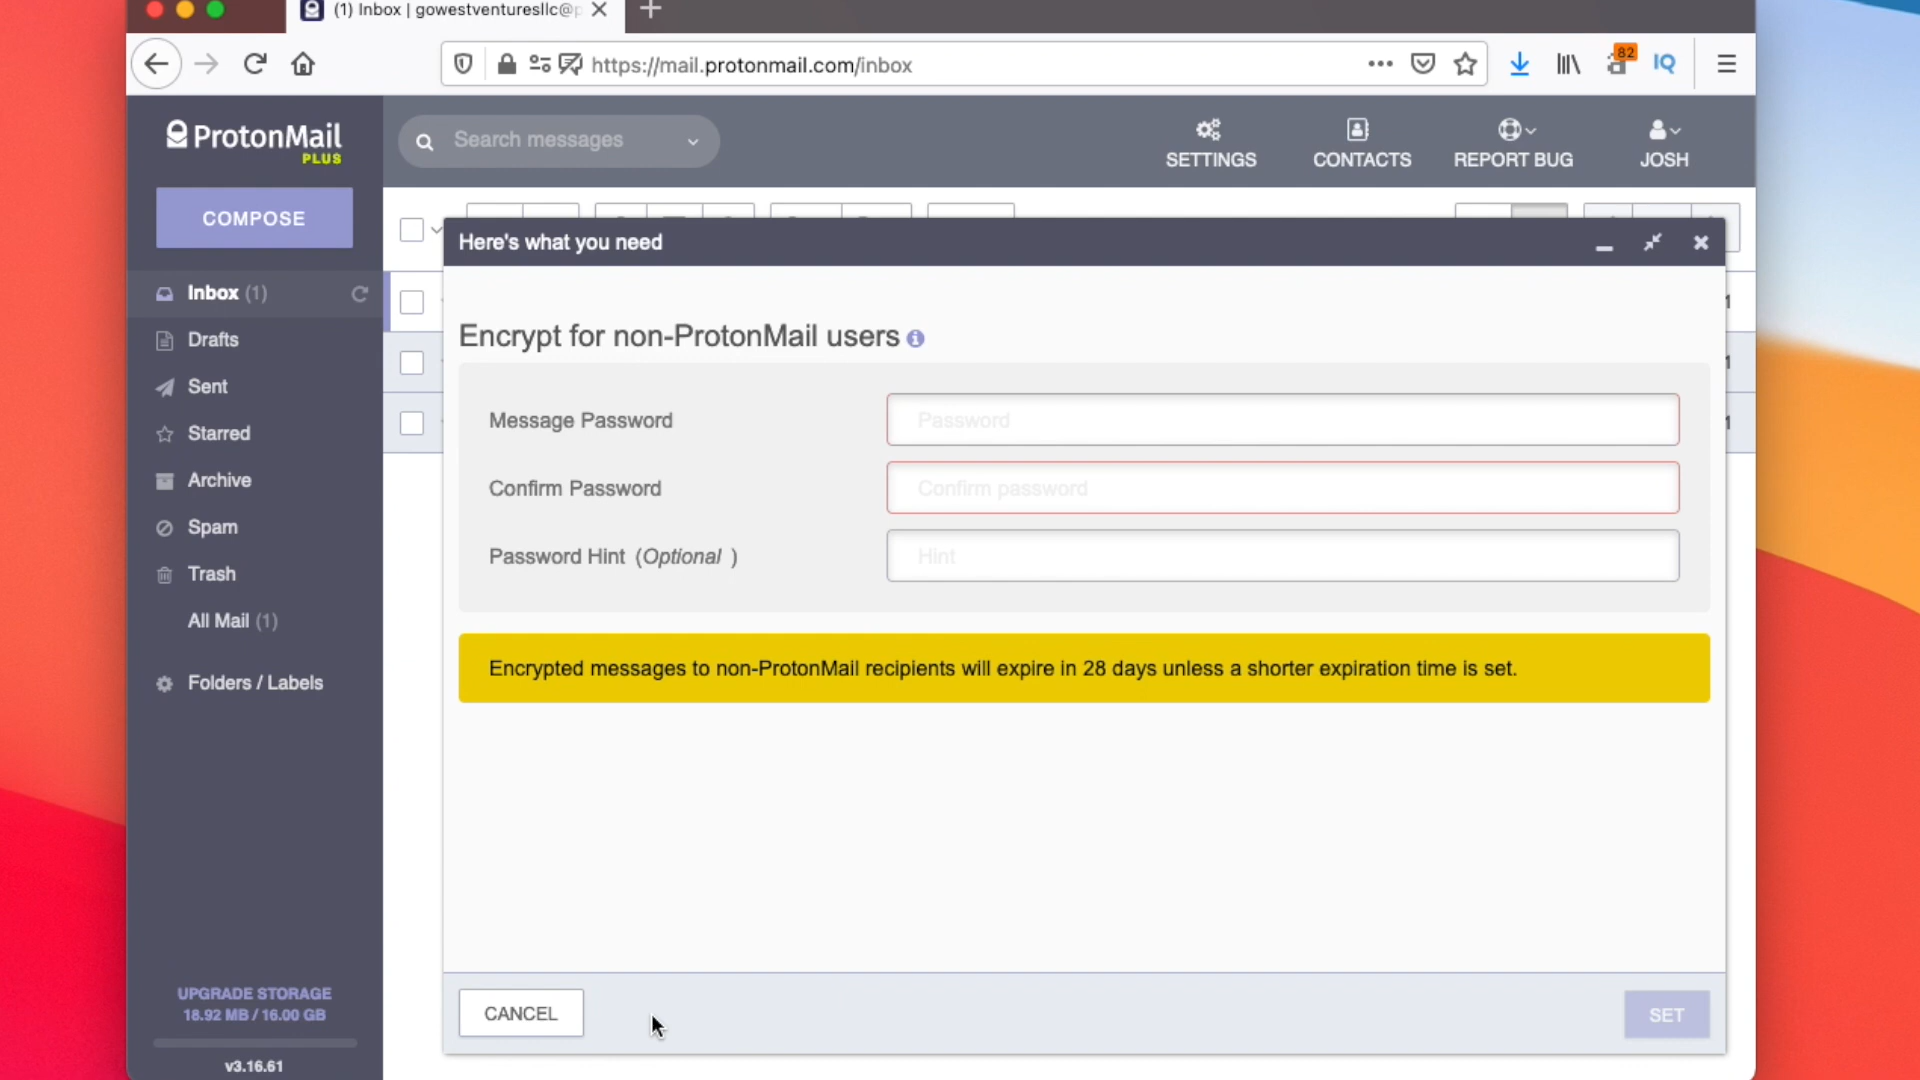 (1) Inbox | gowestventuresllc@p
https://mail.protonmail.com/inbox
82
IQ
ProtonMail
PLUS
Search messages
SETTINGS
CONTACTS
REPORT BUG
JOSH
COMPOSE
Here's what you need
Inbox (1)
Drafts
Sent
Starred
Archive
Spam
Trash
All Mail (1)
Folders / Labels
Encrypt for non-ProtonMail users
Message Password
Password
Confirm Password
Confirm password
Password Hint (Optional )
Hint
Encrypted messages to non-ProtonMail recipients will expire in 28 days unless a shorter expiration time is set.
UPGRADE STORAGE
18.92 MB / 16.00 GB
v3.16.61
CANCEL
SET